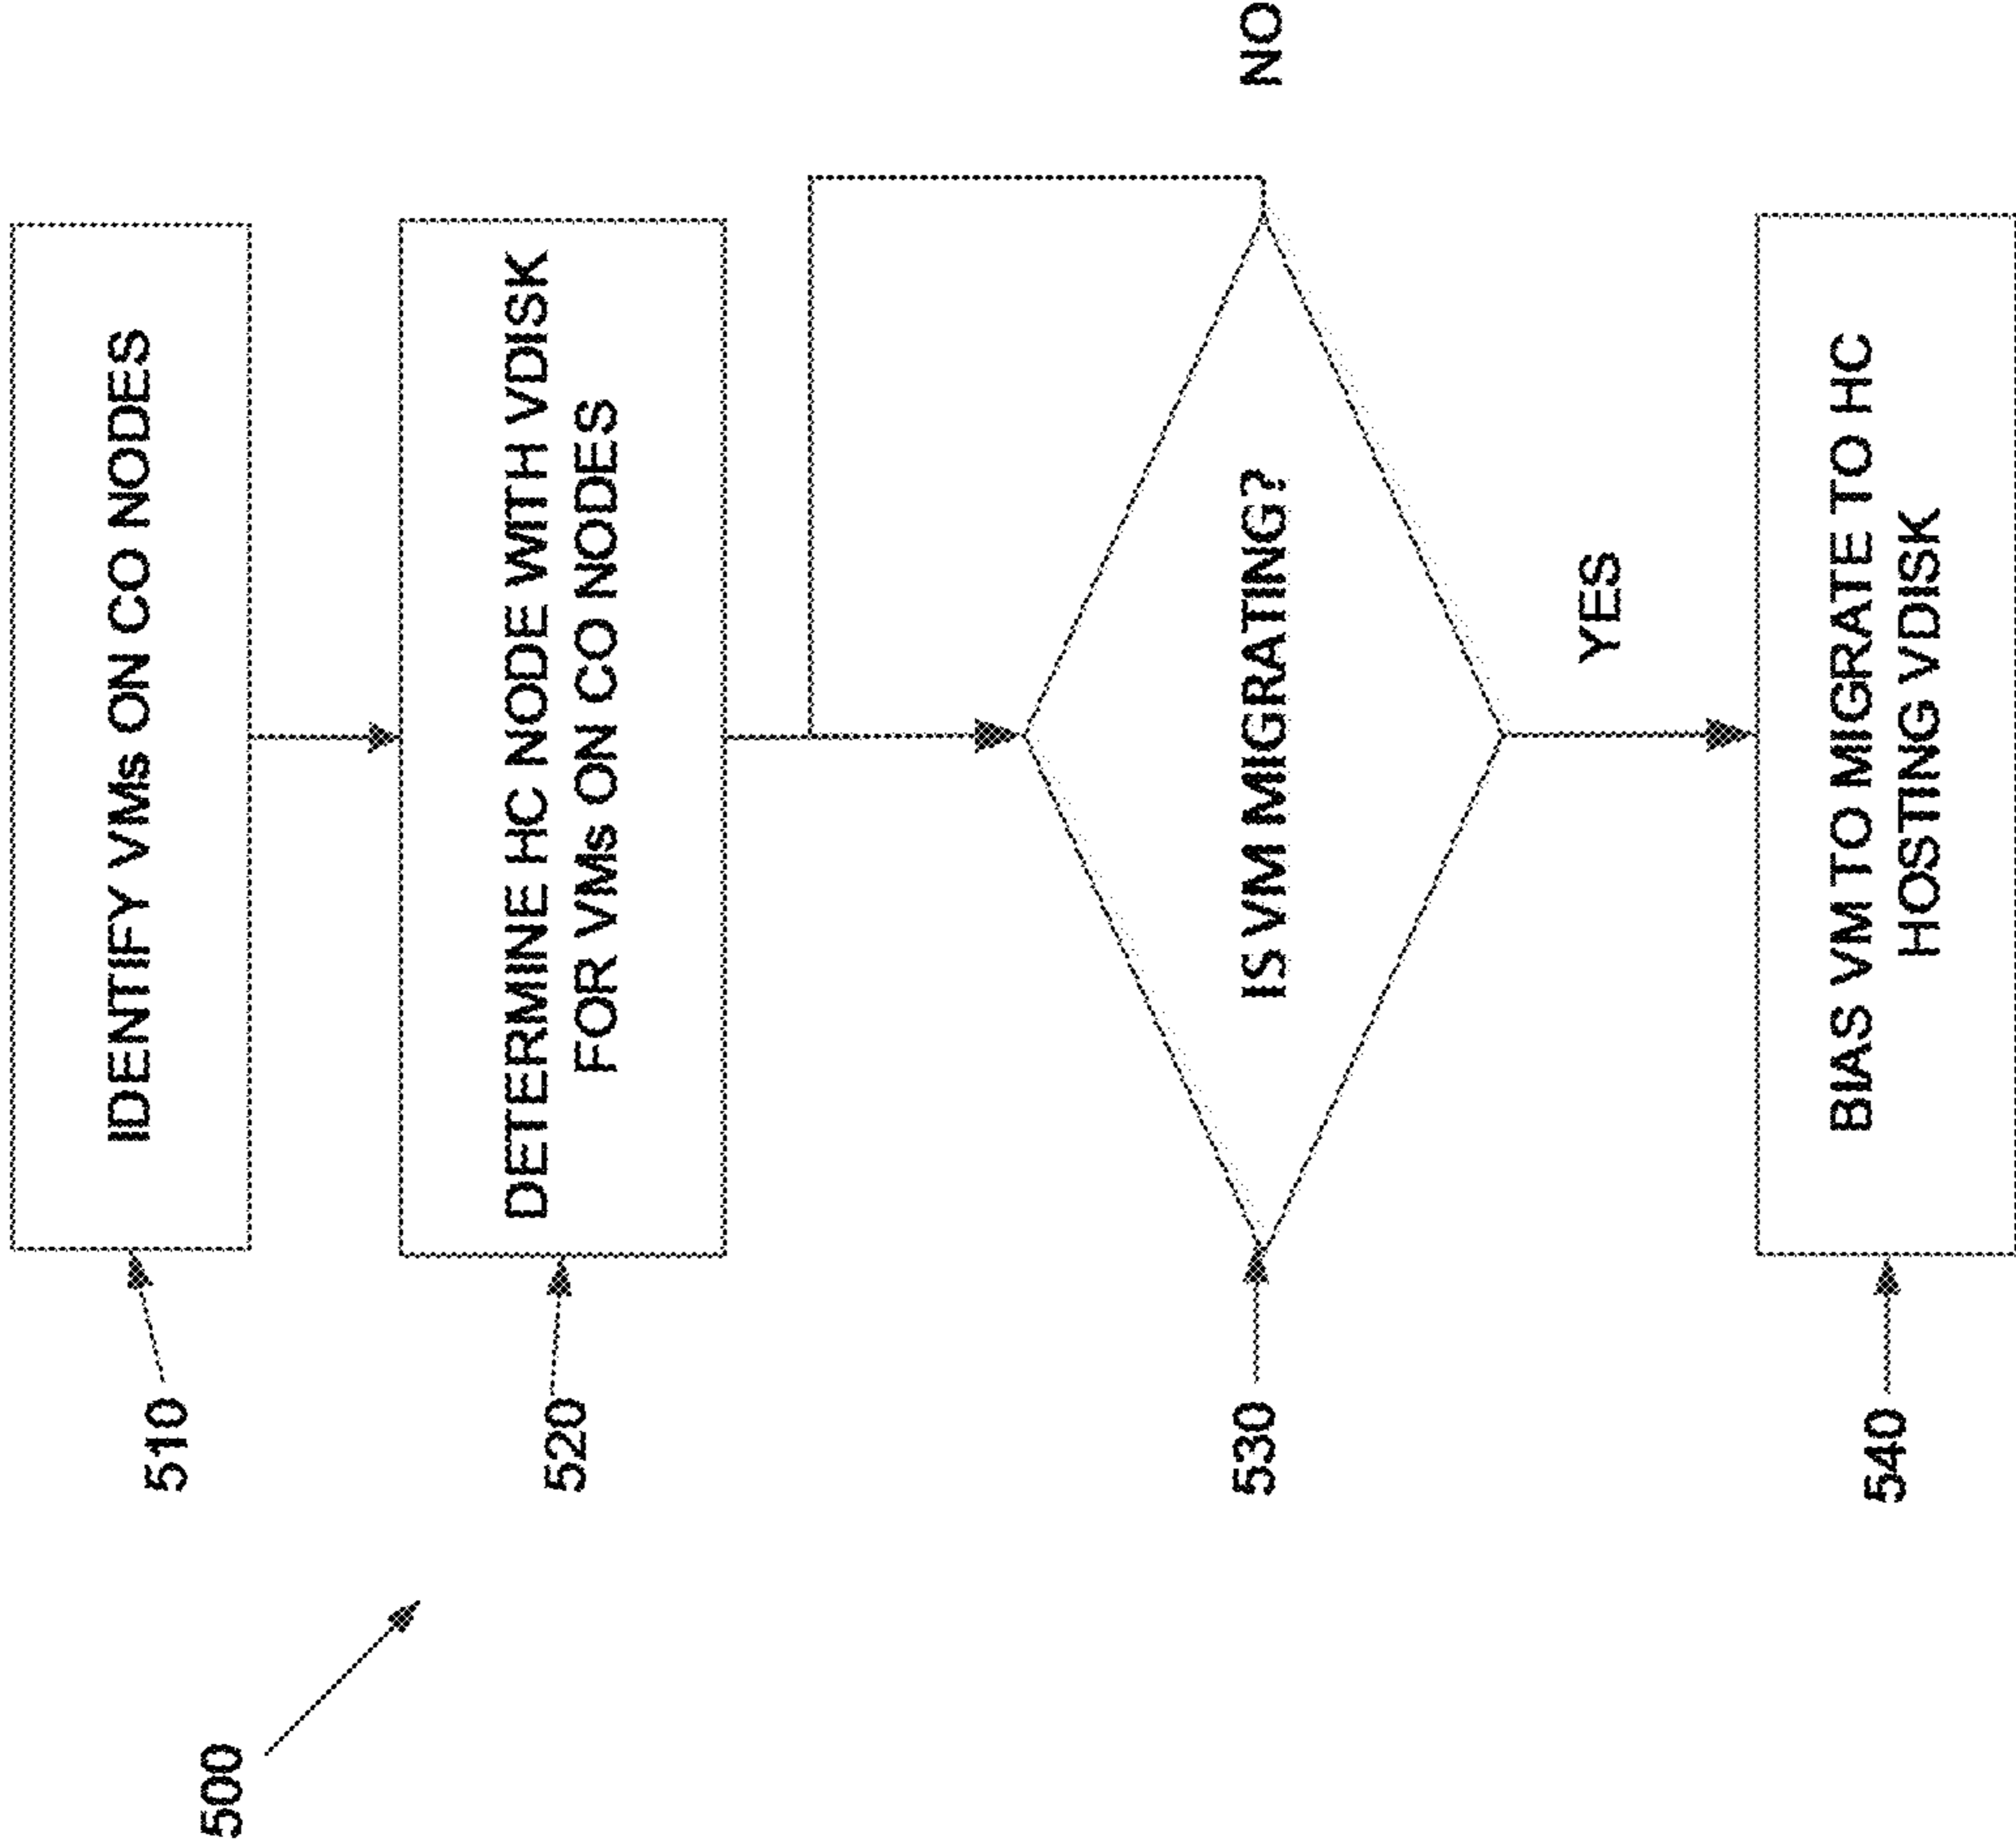 500
510
IDENTIFY VMs ON CO NODES
520
DETERMINE HC NODE WITH VDISK
FOR VMs ON CO NODES
530
IS VM MIGRATING?
NO
YES
540
BIAS VM TO MIGRATE TO HC
HOSTING VDISK